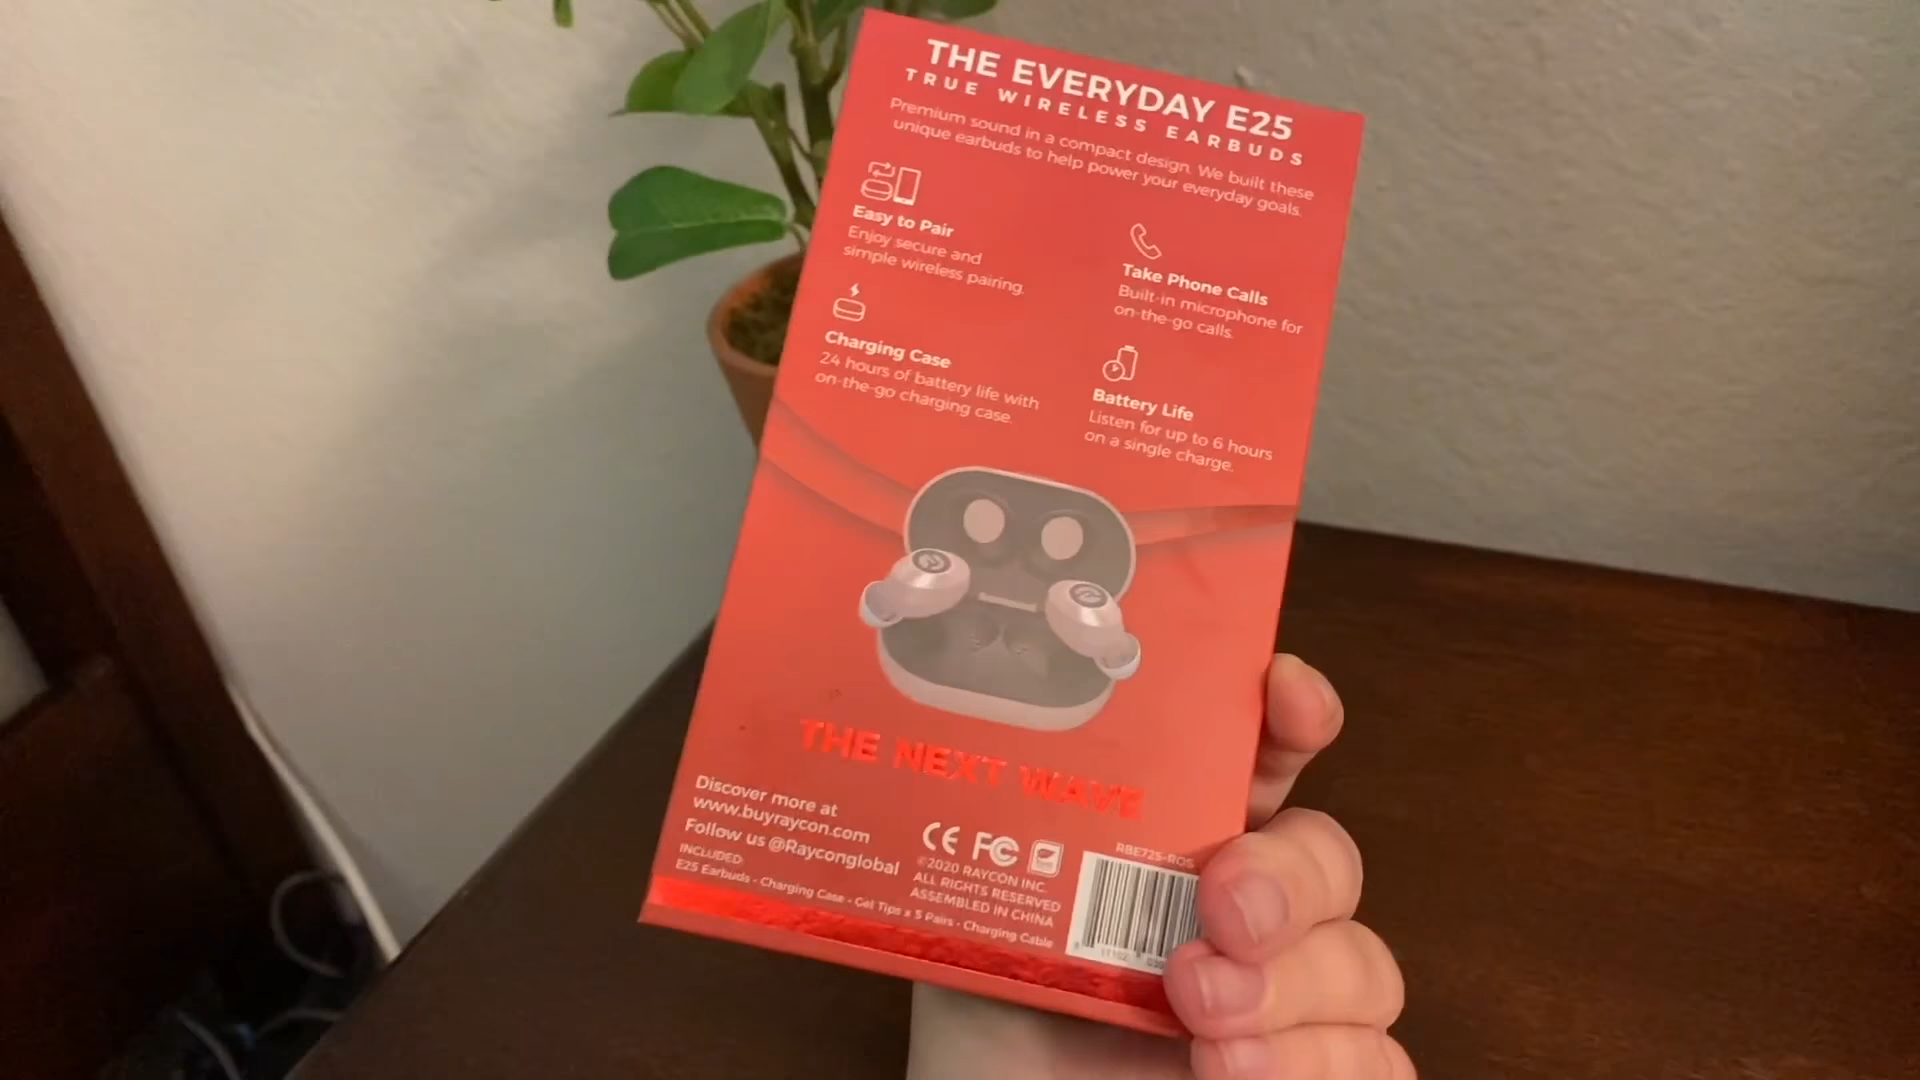 THE EVERYDAY E25
TRUE WIRELESS EARBUDS
Premium sound in a compact design. We built these
unique earbuds to help power your everyday goals.
Easy to Pair
Enjoy secure and
simple wireless pairing.
Take Phone Calls
Built-in microphone for
on-the-go calls.
Charging Case
24 hours of battery life with
on-the-go charging case.
Battery Life
Listen for up to 6 hours
on a single charge.
THE NEXT WAVE
Discover more at
www.buyraycon.com
Follow us @Rayconglobal
INCLUDED:
E25 Earbuds - Charging Case - Gel Tips x 5 Pairs - Charging Cable
CE FC
©2020 RAYCON INC.
ALL RIGHTS RESERVED
ASSEMBLED IN CHINA
RBE725-ROS